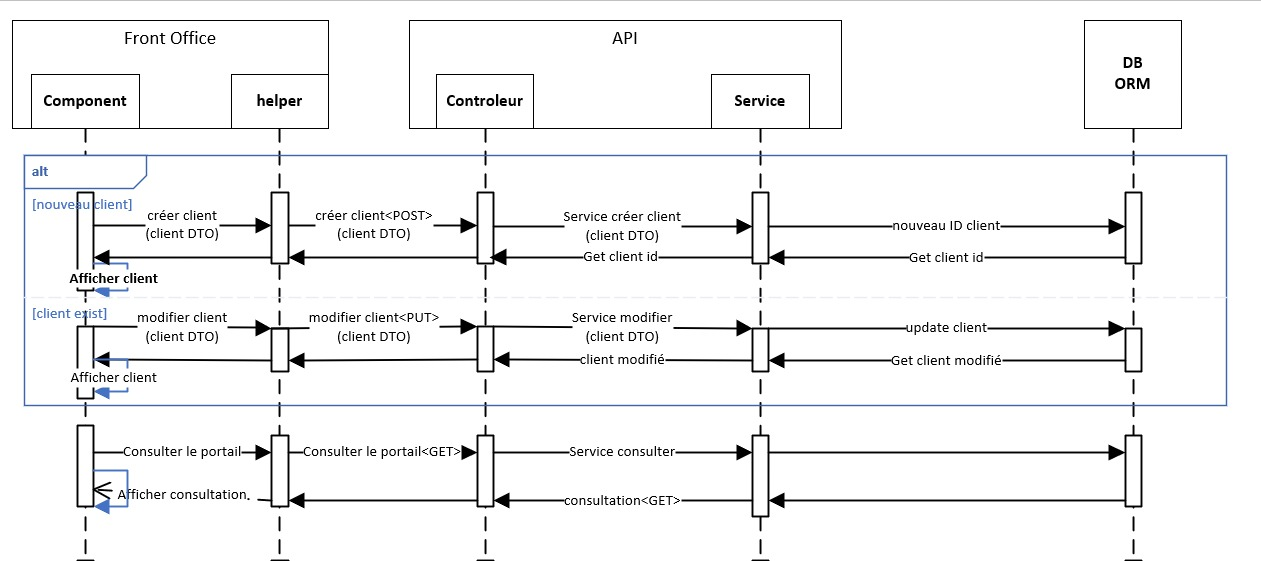 Front Office
API
DB
ORM
Component
helper
Controleur
Service
alt
[nouveau client]
créer client
(client DTO)
créer client<POST>
(client DTO)
Service créer client
(client DTO)
nouveau ID client
Get client id
Get client id
Afficher client
[client exist]
modifier client
(client DTO)
modifier client<PUT>
(client DTO)
Service modifier
(client DTO)
update client
client modifié
Get client modifié
Afficher client
Consulter le portail
Consulter le portail<GET>
Service consulter
Afficher consultation.
consultation<GET>